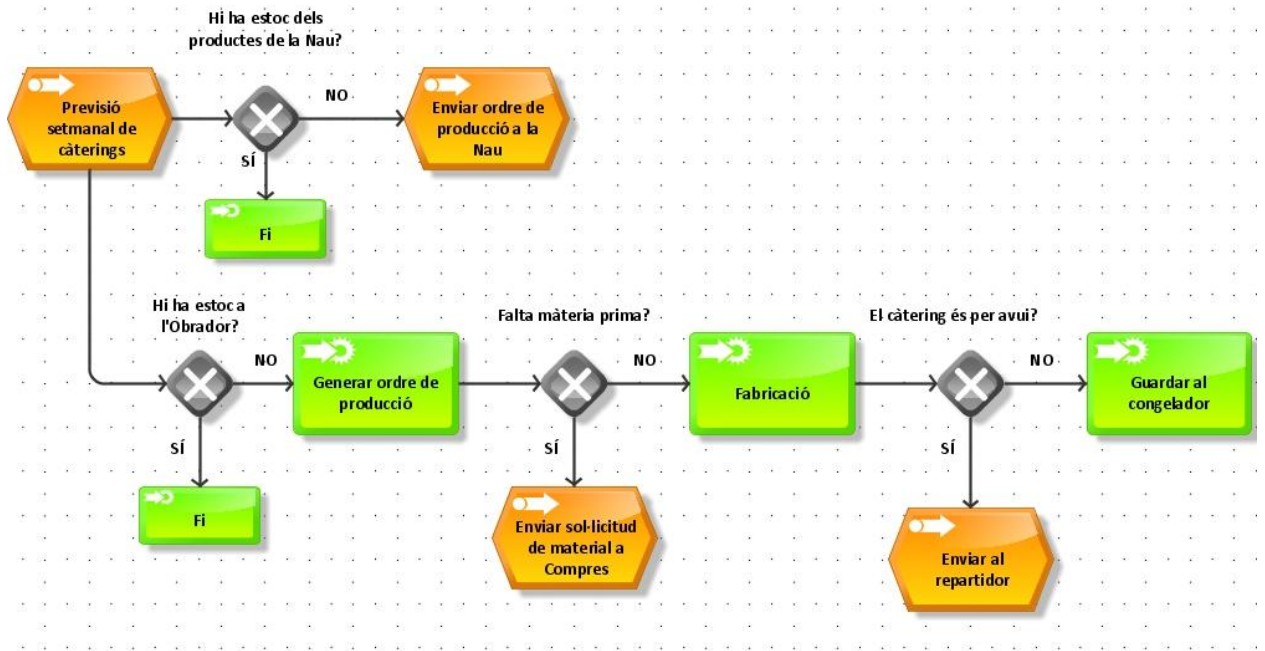 Hi ha estoc dels
productes de la Nau?
Previsió
setmanal de
càterings
NO
Enviar ordre de
producció a la
Nau
SÍ
Fi
Hi ha estoc a
l'Obrador?
Falta màteria prima?
El càtering és per avui?
NO
Generar ordre de
producció
NO
Fabricació
NO
Guardar al
congelador
SÍ
Fi
SÍ
Enviar sol·licitud
de material a
Compres
SÍ
Enviar al
repartidor